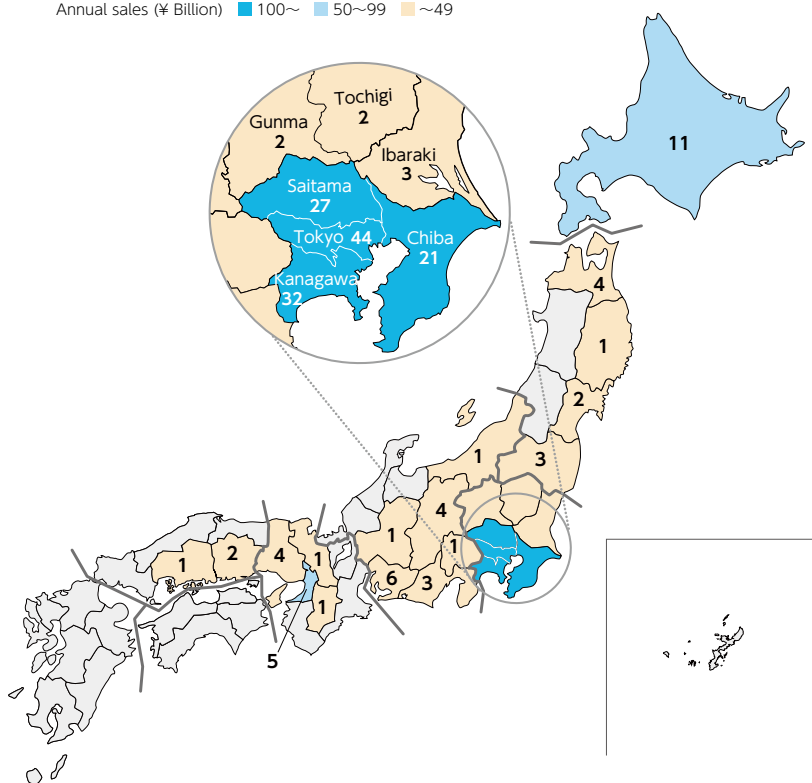 Annual sales (¥ Billion) 100～ 50～99 ～49
Tochigi
2
Gunma
2
Ibaraki
3
Saitama
27
Tokyo 44
Chiba
21
Kanagawa
32
11
4
1
2
3
1
4
1
1
6
3
2
1
4
1
1
5